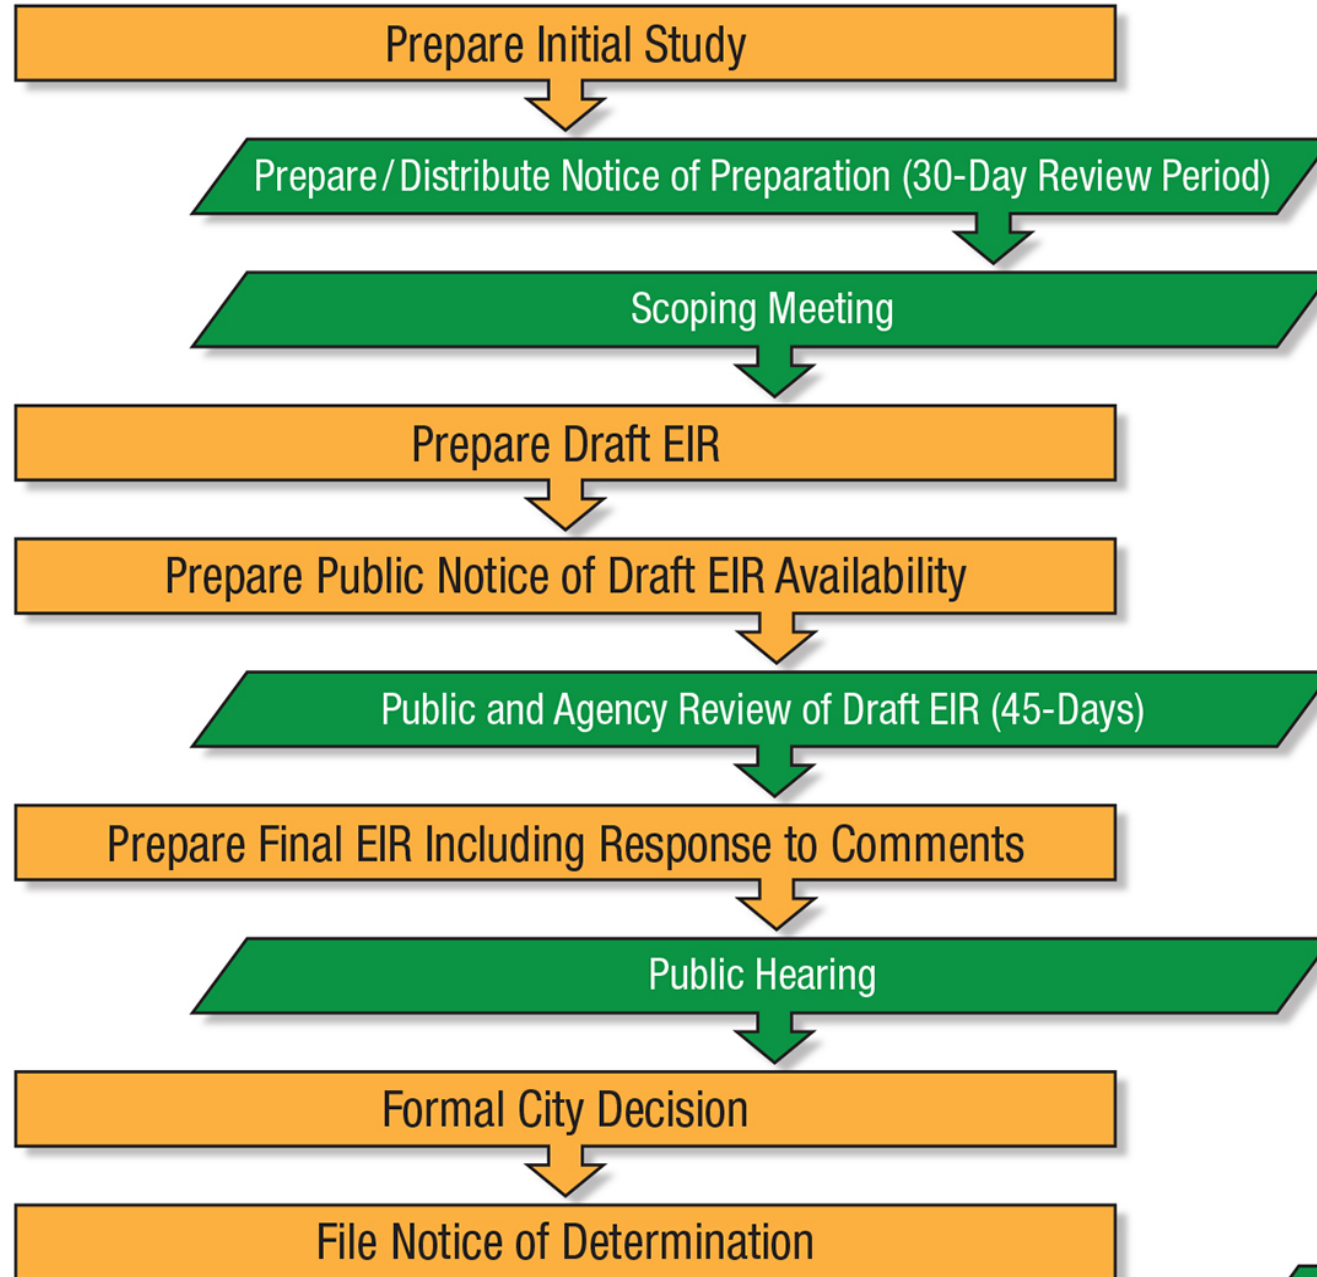 Prepare Initial Study
Prepare / Distribute Notice of Preparation (30-Day Review Period)
Scoping Meeting
Prepare Draft EIR
Prepare Public Notice of Draft EIR Availability
Public and Agency Review of Draft EIR (45-Days)
Prepare Final EIR Including Response to Comments
Public Hearing
Formal City Decision
File Notice of Determination